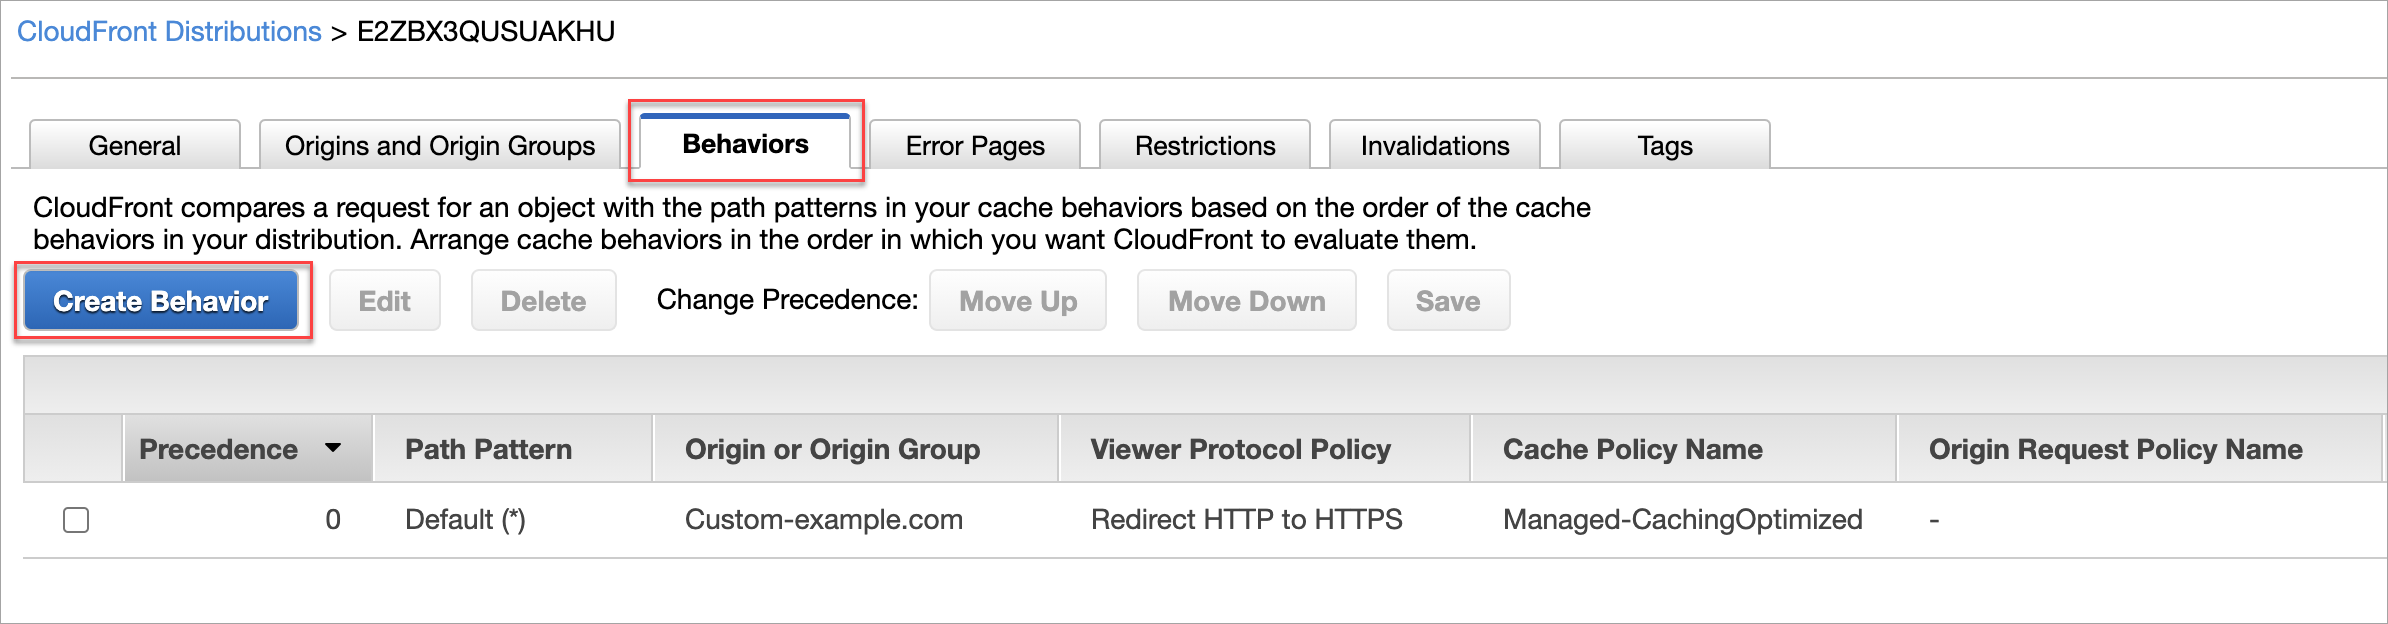 CloudFront Distributions > E2ZBX3QUSUAKHU
General
Origins and Origin Groups
Behaviors
Error Pages
Restrictions
Invalidations
Tags
CloudFront compares a request for an object with the path patterns in your cache behaviors based on the order of the cache
behaviors in your distribution. Arrange cache behaviors in the order in which you want CloudFront to evaluate them.
Create Behavior
Edit
Delete
Change Precedence:
Move Up
Move Down
Save
Precedence
Path Pattern
Origin or Origin Group
Viewer Protocol Policy
Cache Policy Name
Origin Request Policy Name
0
Default (*)
Custom-example.com
Redirect HTTP to HTTPS
Managed-CachingOptimized
-